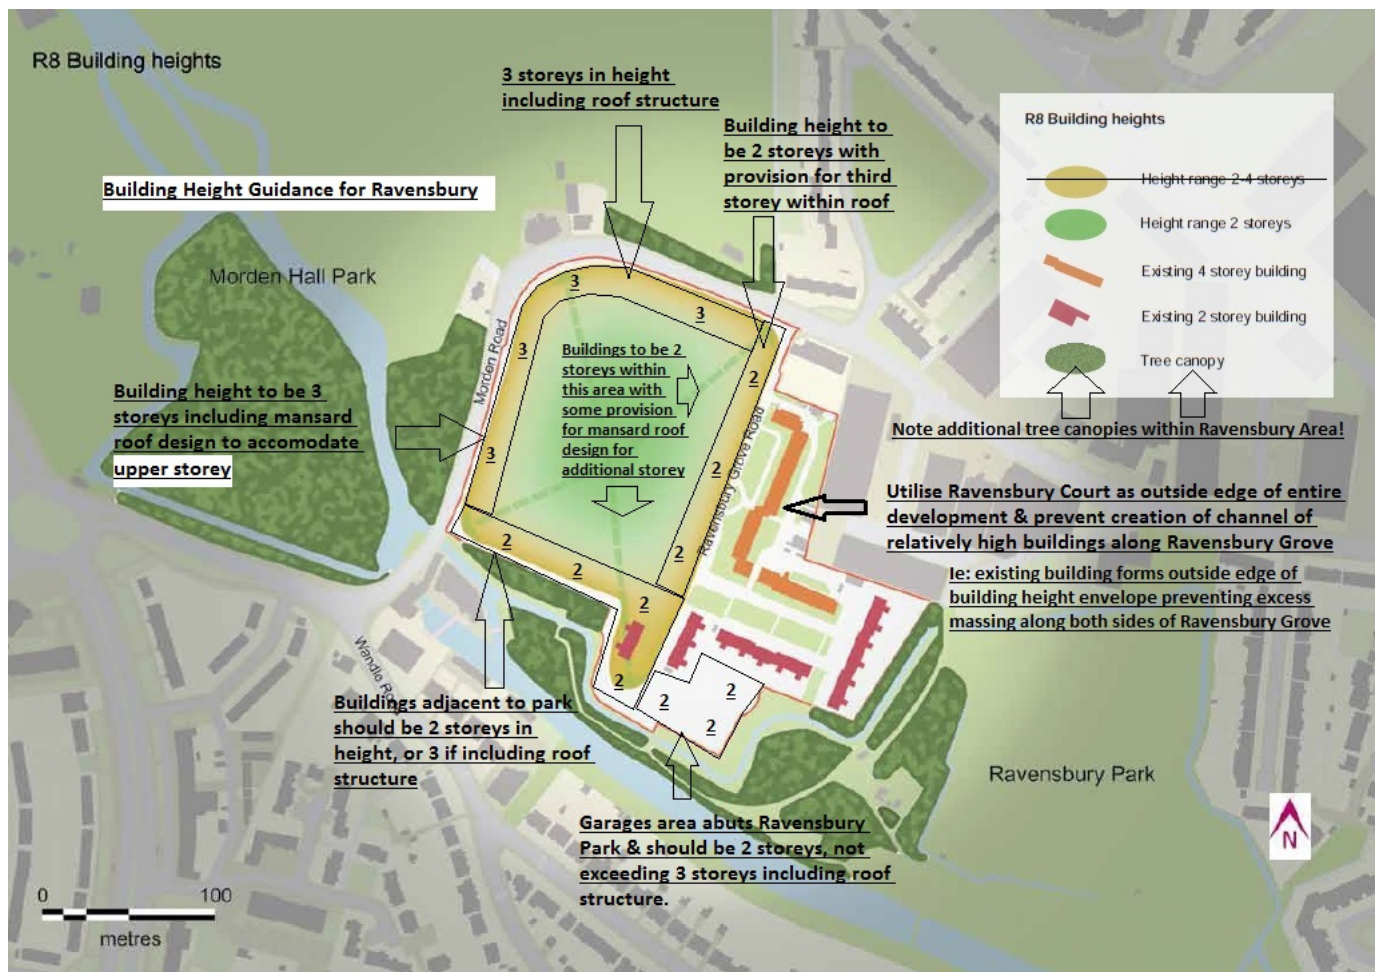 R8 Building heights
3 storeys in height
including roof structure
Building height to
be 2 storeys with
provision for third
storey within roof
R8 Building heights
Height range 2-4 storeys
Height range 2 storeys
Existing 4 storey building
Existing 2 storey building
Tree canopy
Building Height Guidance for Ravensbury
Morden Hall Park
Morden Road
3
3
3
3
Buildings to be 2
storeys within
this area with
some provision
for mansard roof
design for
additional storey
2
2
2
Ravensbury Grove Road
Building height to be 3
storeys including mansard
roof design to accomodate
upper storey
Note additional tree canopies within Ravensbury Area!
Utilise Ravensbury Court as outside edge of entire
development & prevent creation of channel of
relatively high buildings along Ravensbury Grove
Ie: existing building forms outside edge of
building height envelope preventing excess
massing along both sides of Ravensbury Grove
2
2
2
2
2
2
2
Wandle Road
Buildings adjacent to park
should be 2 storeys in
height, or 3 if including roof
structure
Ravensbury Park
Garages area abuts Ravensbury
Park & should be 2 storeys, not
exceeding 3 storeys including roof
structure.
N
0 100
metres